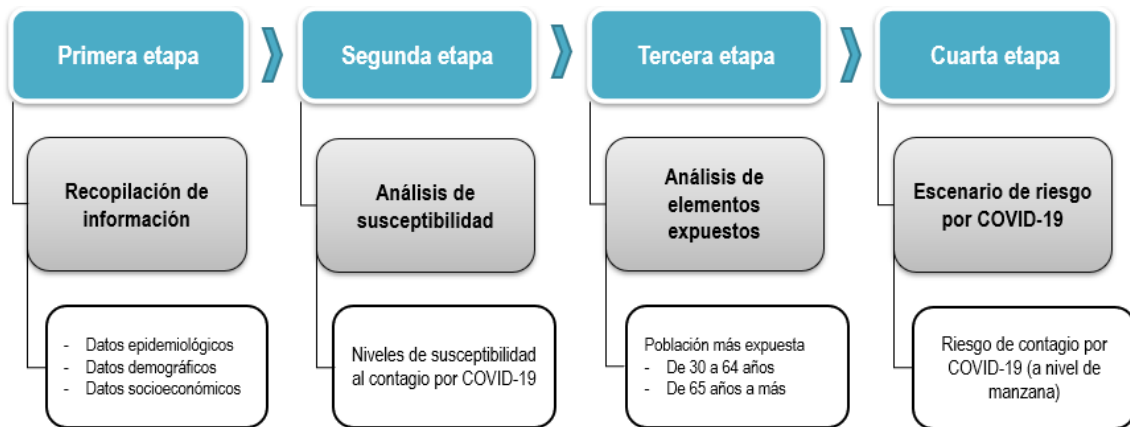 Primera etapa
Segunda etapa
Tercera etapa
Cuarta etapa
Recopilación de
información
Análisis de
susceptibilidad
Análisis de
elementos
expuestos
Escenario de riesgo
por COVID-19
- Datos epidemiológicos
- Datos demográficos
- Datos socioeconómicos
Niveles de susceptibilidad
al contagio por COVID-19
Población más expuesta
- De 30 a 64 años
- De 65 años a más
Riesgo de contagio por
COVID-19 (a nivel de
manzana)